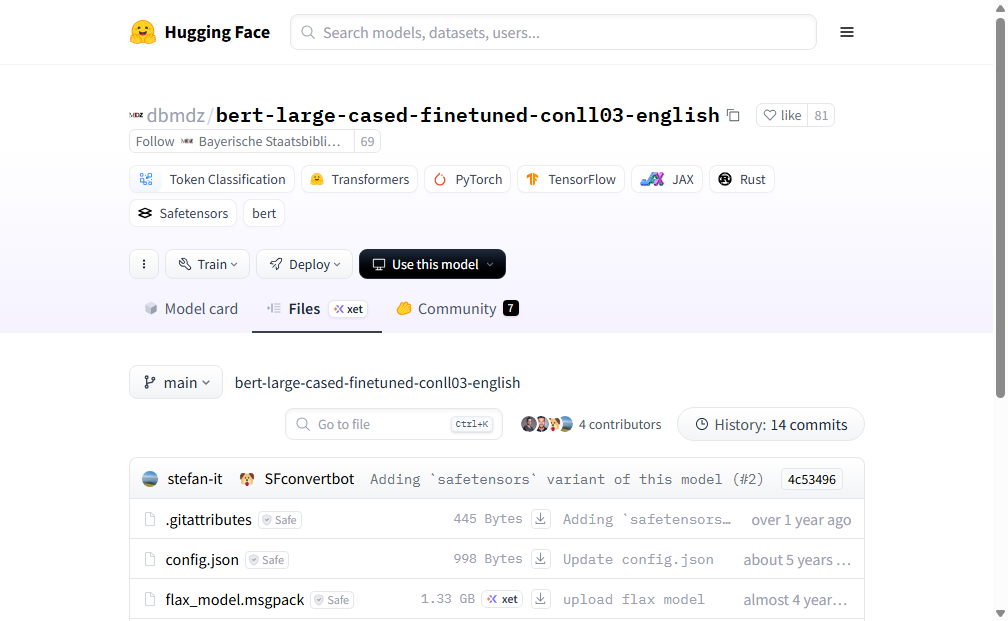 Hugging Face Search models, datasets, users...
MDZ dbmdz/bert-large-cased-finetuned-conll03-english like 81
Follow MDZ Bayerische Staatsbibli... 69
Token Classification Transformers PyTorch TensorFlow JAX Rust
Safetensors bert
Train Deploy Use this model
Model card Files xet Community 7
main bert-large-cased-finetuned-conll03-english
Go to file Ctrl+K 4 contributors History: 14 commits
stefan-it SFconvertbot Adding `safetensors` variant of this model (#2) 4c53496
.gitattributes Safe 445 Bytes Adding `safetensors… over 1 year ago
config.json Safe 998 Bytes Update config.json about 5 years …
flax_model.msgpack Safe 1.33 GB xet upload flax model almost 4 year…